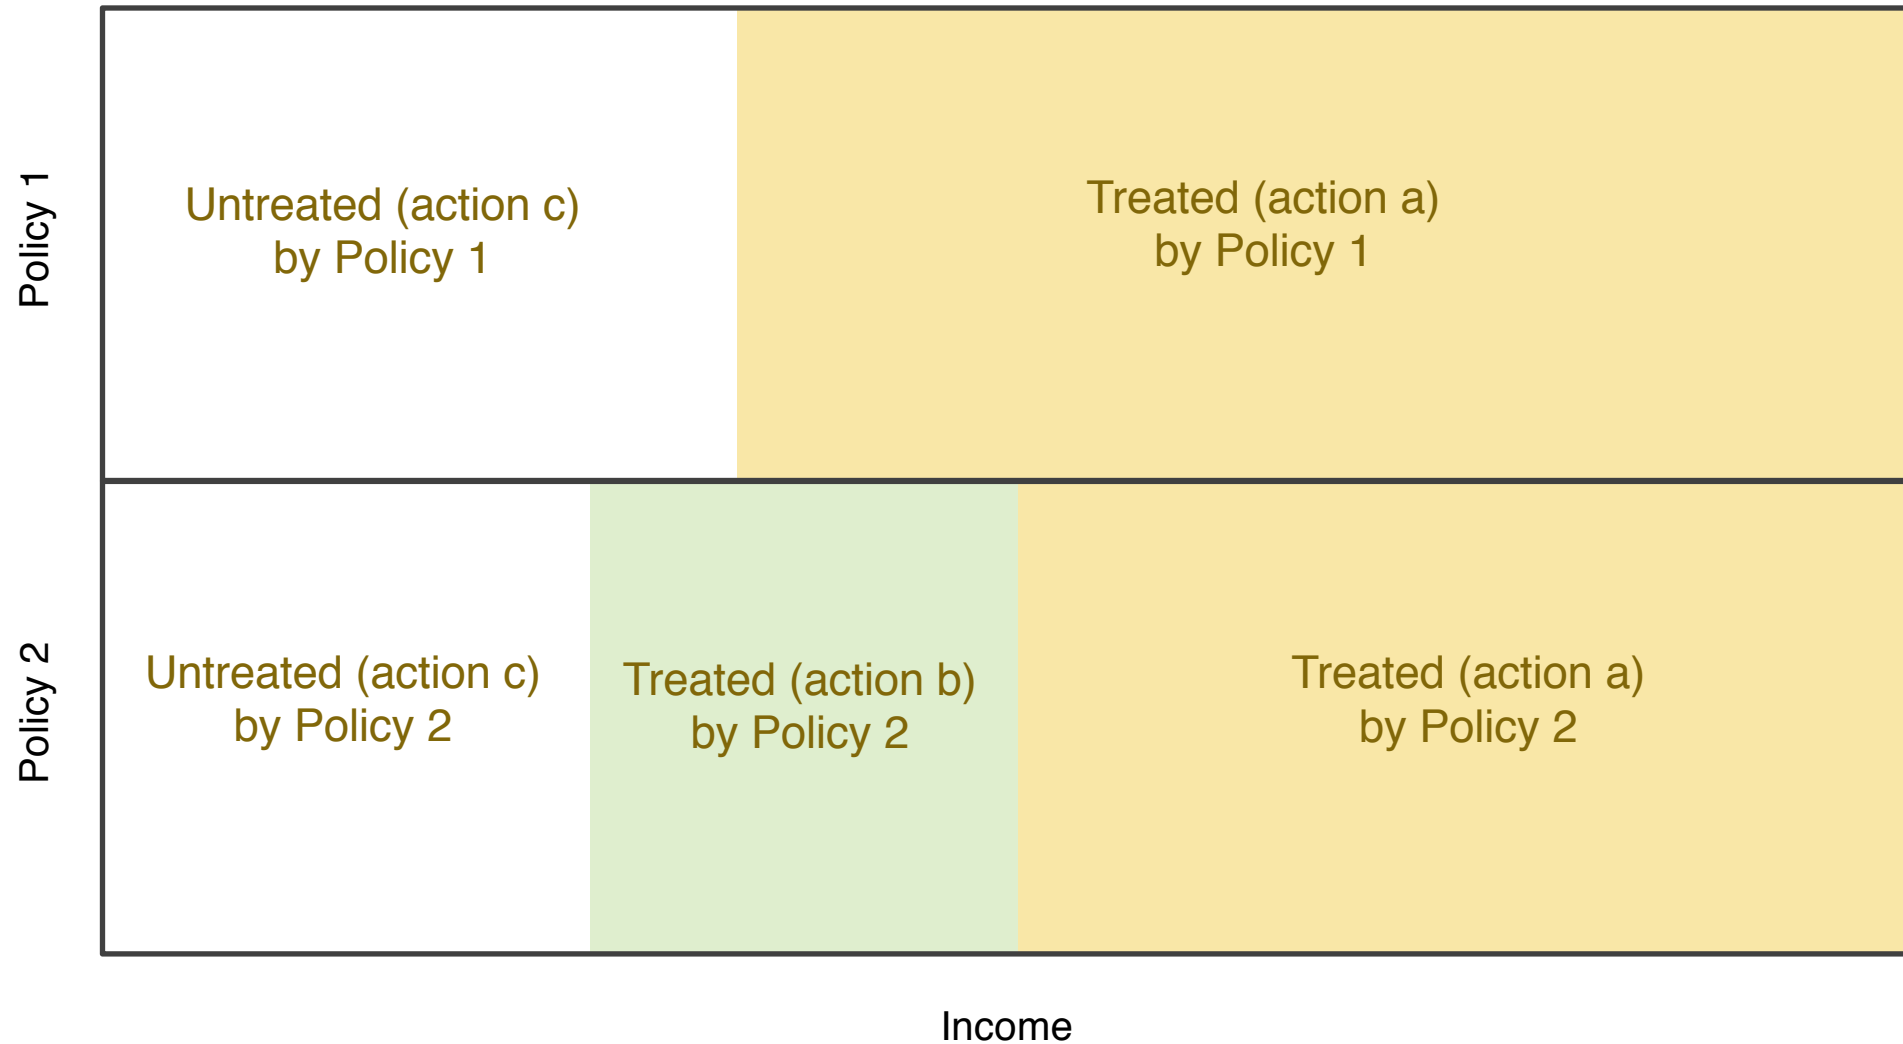 Policy 1
Untreated (action c)
by Policy 1
Treated (action a)
by Policy 1
Policy 2
Untreated (action c)
by Policy 2
Treated (action b)
by Policy 2
Treated (action a)
by Policy 2
Income